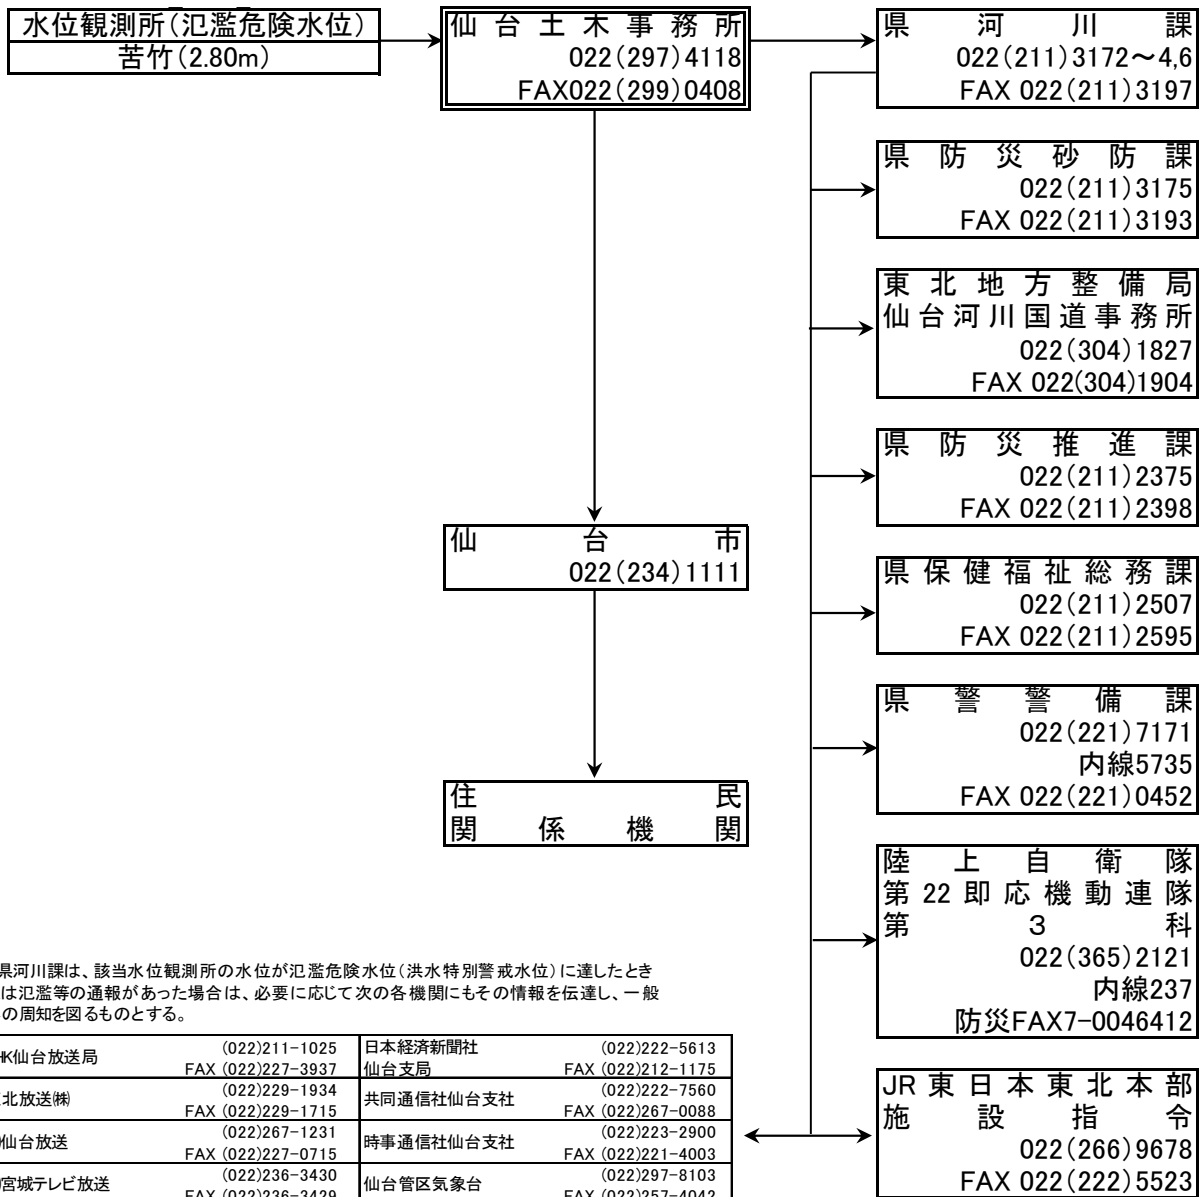 水位観測所(氾濫危険水位)
苦竹(2.80m)
仙台土木事務所
022(297)4118
FAX022(299)0408
県河川課
022(211)3172～4,6
FAX 022(211)3197
県防災砂防課
022(211)3175
FAX 022(211)3193
東北地方整備局
仙台河川国道事務所
022(304)1827
FAX 022(304)1904
県防災推進課
022(211)2375
FAX 022(211)2398
仙台市
022(234)1111
県保健福祉総務課
022(211)2507
FAX 022(211)2595
県警警備課
022(221)7171
内線5735
FAX 022(221)0452
住民
関係機関
陸上自衛隊
第22即応機動連隊
第3科
022(365)2121
内線237
防災FAX7-0046412
JR東日本東北本部
施設指令
022(266)9678
FAX 022(222)5523
県河川課は、該当水位観測所の水位が氾濫危険水位(洪水特別警戒水位)に達したとき
は氾濫等の通報があった場合は、必要に応じて次の各機関にもその情報を伝達し、一般
の周知を図るものとする。
K仙台放送局
(022)211-1025
FAX (022)227-3937
日本経済新聞社
仙台支局
(022)222-5613
FAX (022)212-1175
北放送㈱
(022)229-1934
FAX (022)229-1715
共同通信社仙台支社
(022)222-7560
FAX (022)267-0088
仙台放送
(022)267-1231
FAX (022)227-0715
時事通信社仙台支社
(022)223-2900
FAX (022)221-4003
宮城テレビ放送
(022)236-3430
FAX (022)236-3429
仙台管区気象台
(022)297-8103
FAX (022)257-4042